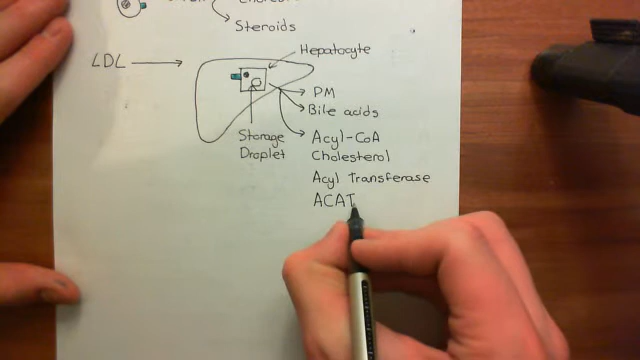 Steroids
Hepatocyte
LDL
PM
Bile acids
Storage
Droplet
Acyl-CoA
Cholesterol
Acyl Transferase
ACAT